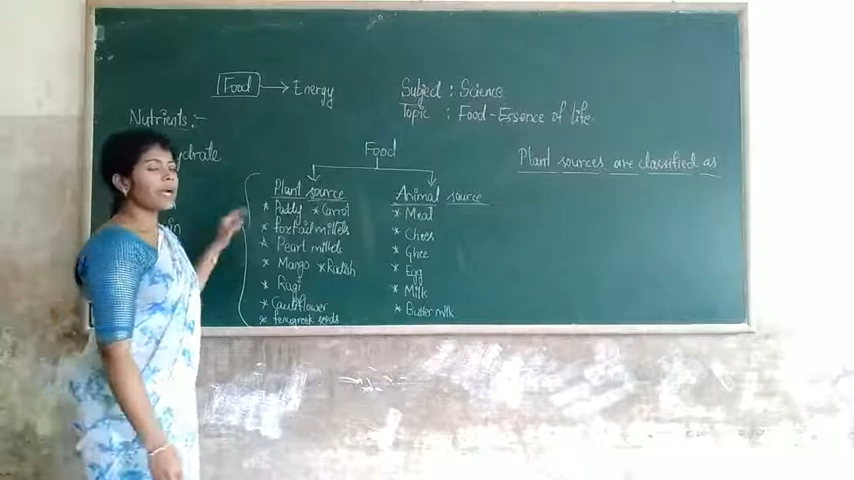 Food → Energy
Subject : Science
Topic : Food-Essence of life.
Nutrients :-
ydrate
Food
Plant sources are classified as
Plant source
* Paddy * Carrot
* foxtail millets
* Pearl millets
* Mango * Radish
* Ragi
* Cauliflower
* fenugreek seeds
Animal source
* Meat
* Chees
* Ghee
* Egg
* Milk
* Butter milk